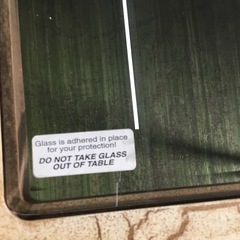 Glass is adhered in place
for your protection!
DO NOT TAKE GLASS
OUT OF TABLE